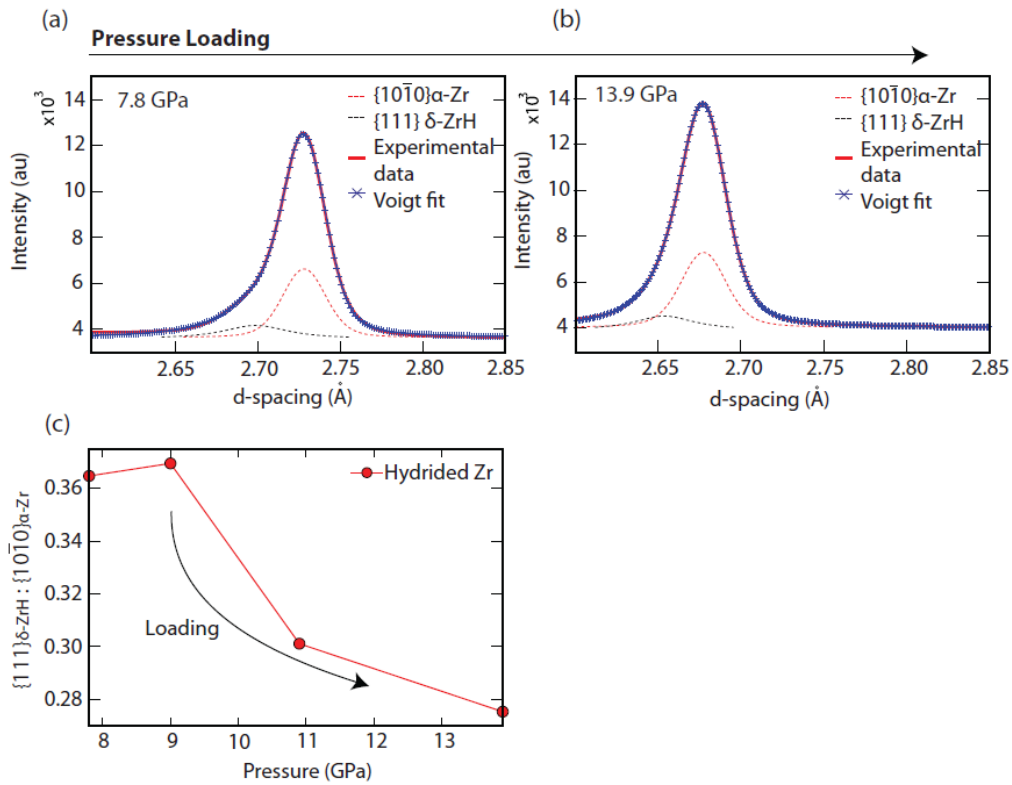 (a)
(b)
Pressure Loading
x10³
14
12
10
8
6
4
Intensity (au)
7.8 GPa
{101̅0}α-Zr
{111} δ-ZrH
Experimental
data
Voigt fit
2.65
2.70
2.75
2.80
2.85
d-spacing (Å)
x10³
14
12
10
8
6
4
Intensity (au)
13.9 GPa
{101̅0}α-Zr
{111} δ-ZrH
Experimental
data
Voigt fit
2.65
2.70
2.75
2.80
2.85
d-spacing (Å)
(c)
{111}δ-ZrH : {101̅0}α-Zr
0.36
0.34
0.32
0.30
0.28
Hydrided Zr
Loading
8
9
10
11
12
13
Pressure (GPa)